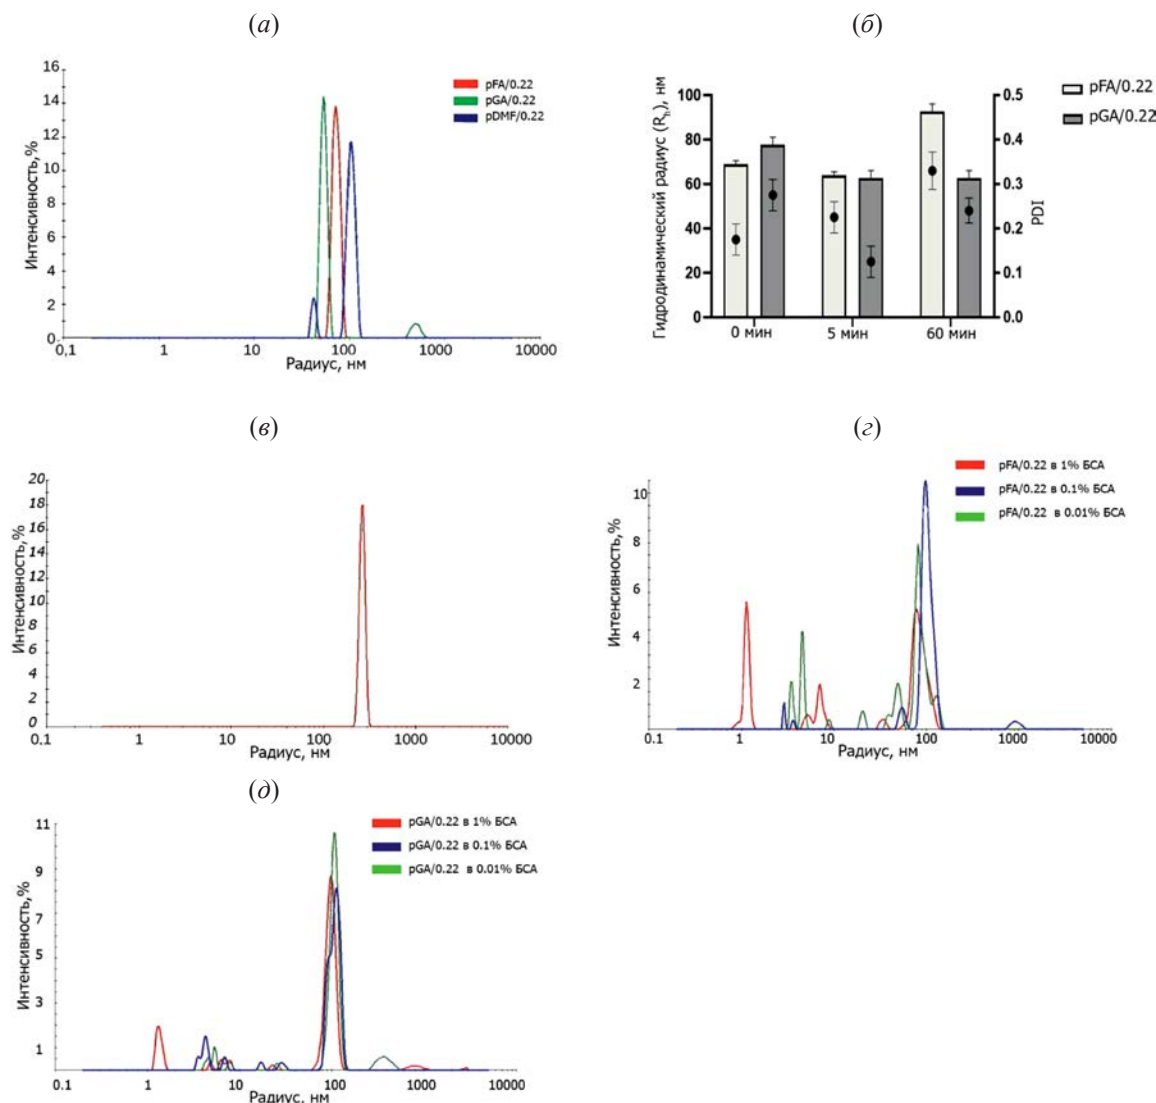 (а)
16
14
12
10
8
6
4
2
0
Интенсивность,%
0,1
1
10
100
1000
10000
Радиус, нм
pFA/0.22
pGA/0.22
pDMF/0.22
(б)
Гидродинамический радиус (Rh), нм
100
80
60
40
20
0
0 мин
5 мин
60 мин
0.5
0.4
0.3
0.2
0.1
0.0
PDI
pFA/0.22
pGA/0.22
(в)
20
18
16
14
12
10
8
6
4
2
0
Интенсивность,%
0.1
1
10
100
1000
10000
Радиус, нм
(г)
pFA/0.22 в 1% БСА
pFA/0.22 в 0.1% БСА
pFA/0.22 в 0.01% БСА
10
8
6
4
2
Интенсивность,%
0.1
1
10
100
1000
10000
Радиус, нм
(д)
pGA/0.22 в 1% БСА
pGA/0.22 в 0.1% БСА
pGA/0.22 в 0.01% БСА
11
9
7
5
3
1
Интенсивность,%
0.1
1
10
100
1000
10000
Радиус, нм